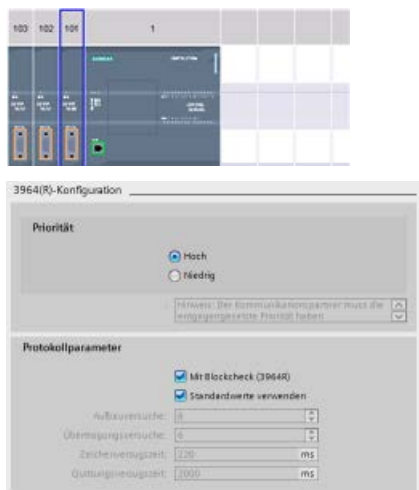 103 102 101 1
SIEMENS
3964(R)-Konfiguration
Priorität
Hoch
Niedrig
Hinweis: Der Kommunikationspartner muss die
entgegengesetzte Priorität haben
Protokollparameter
Mit Blockcheck (3964R)
Standardwerte verwenden
Aufbauversuche: 6
Übertragungsversuche: 6
Zeichenverzugszeit: 220 ms
Quittungsverzugszeit: 2000 ms